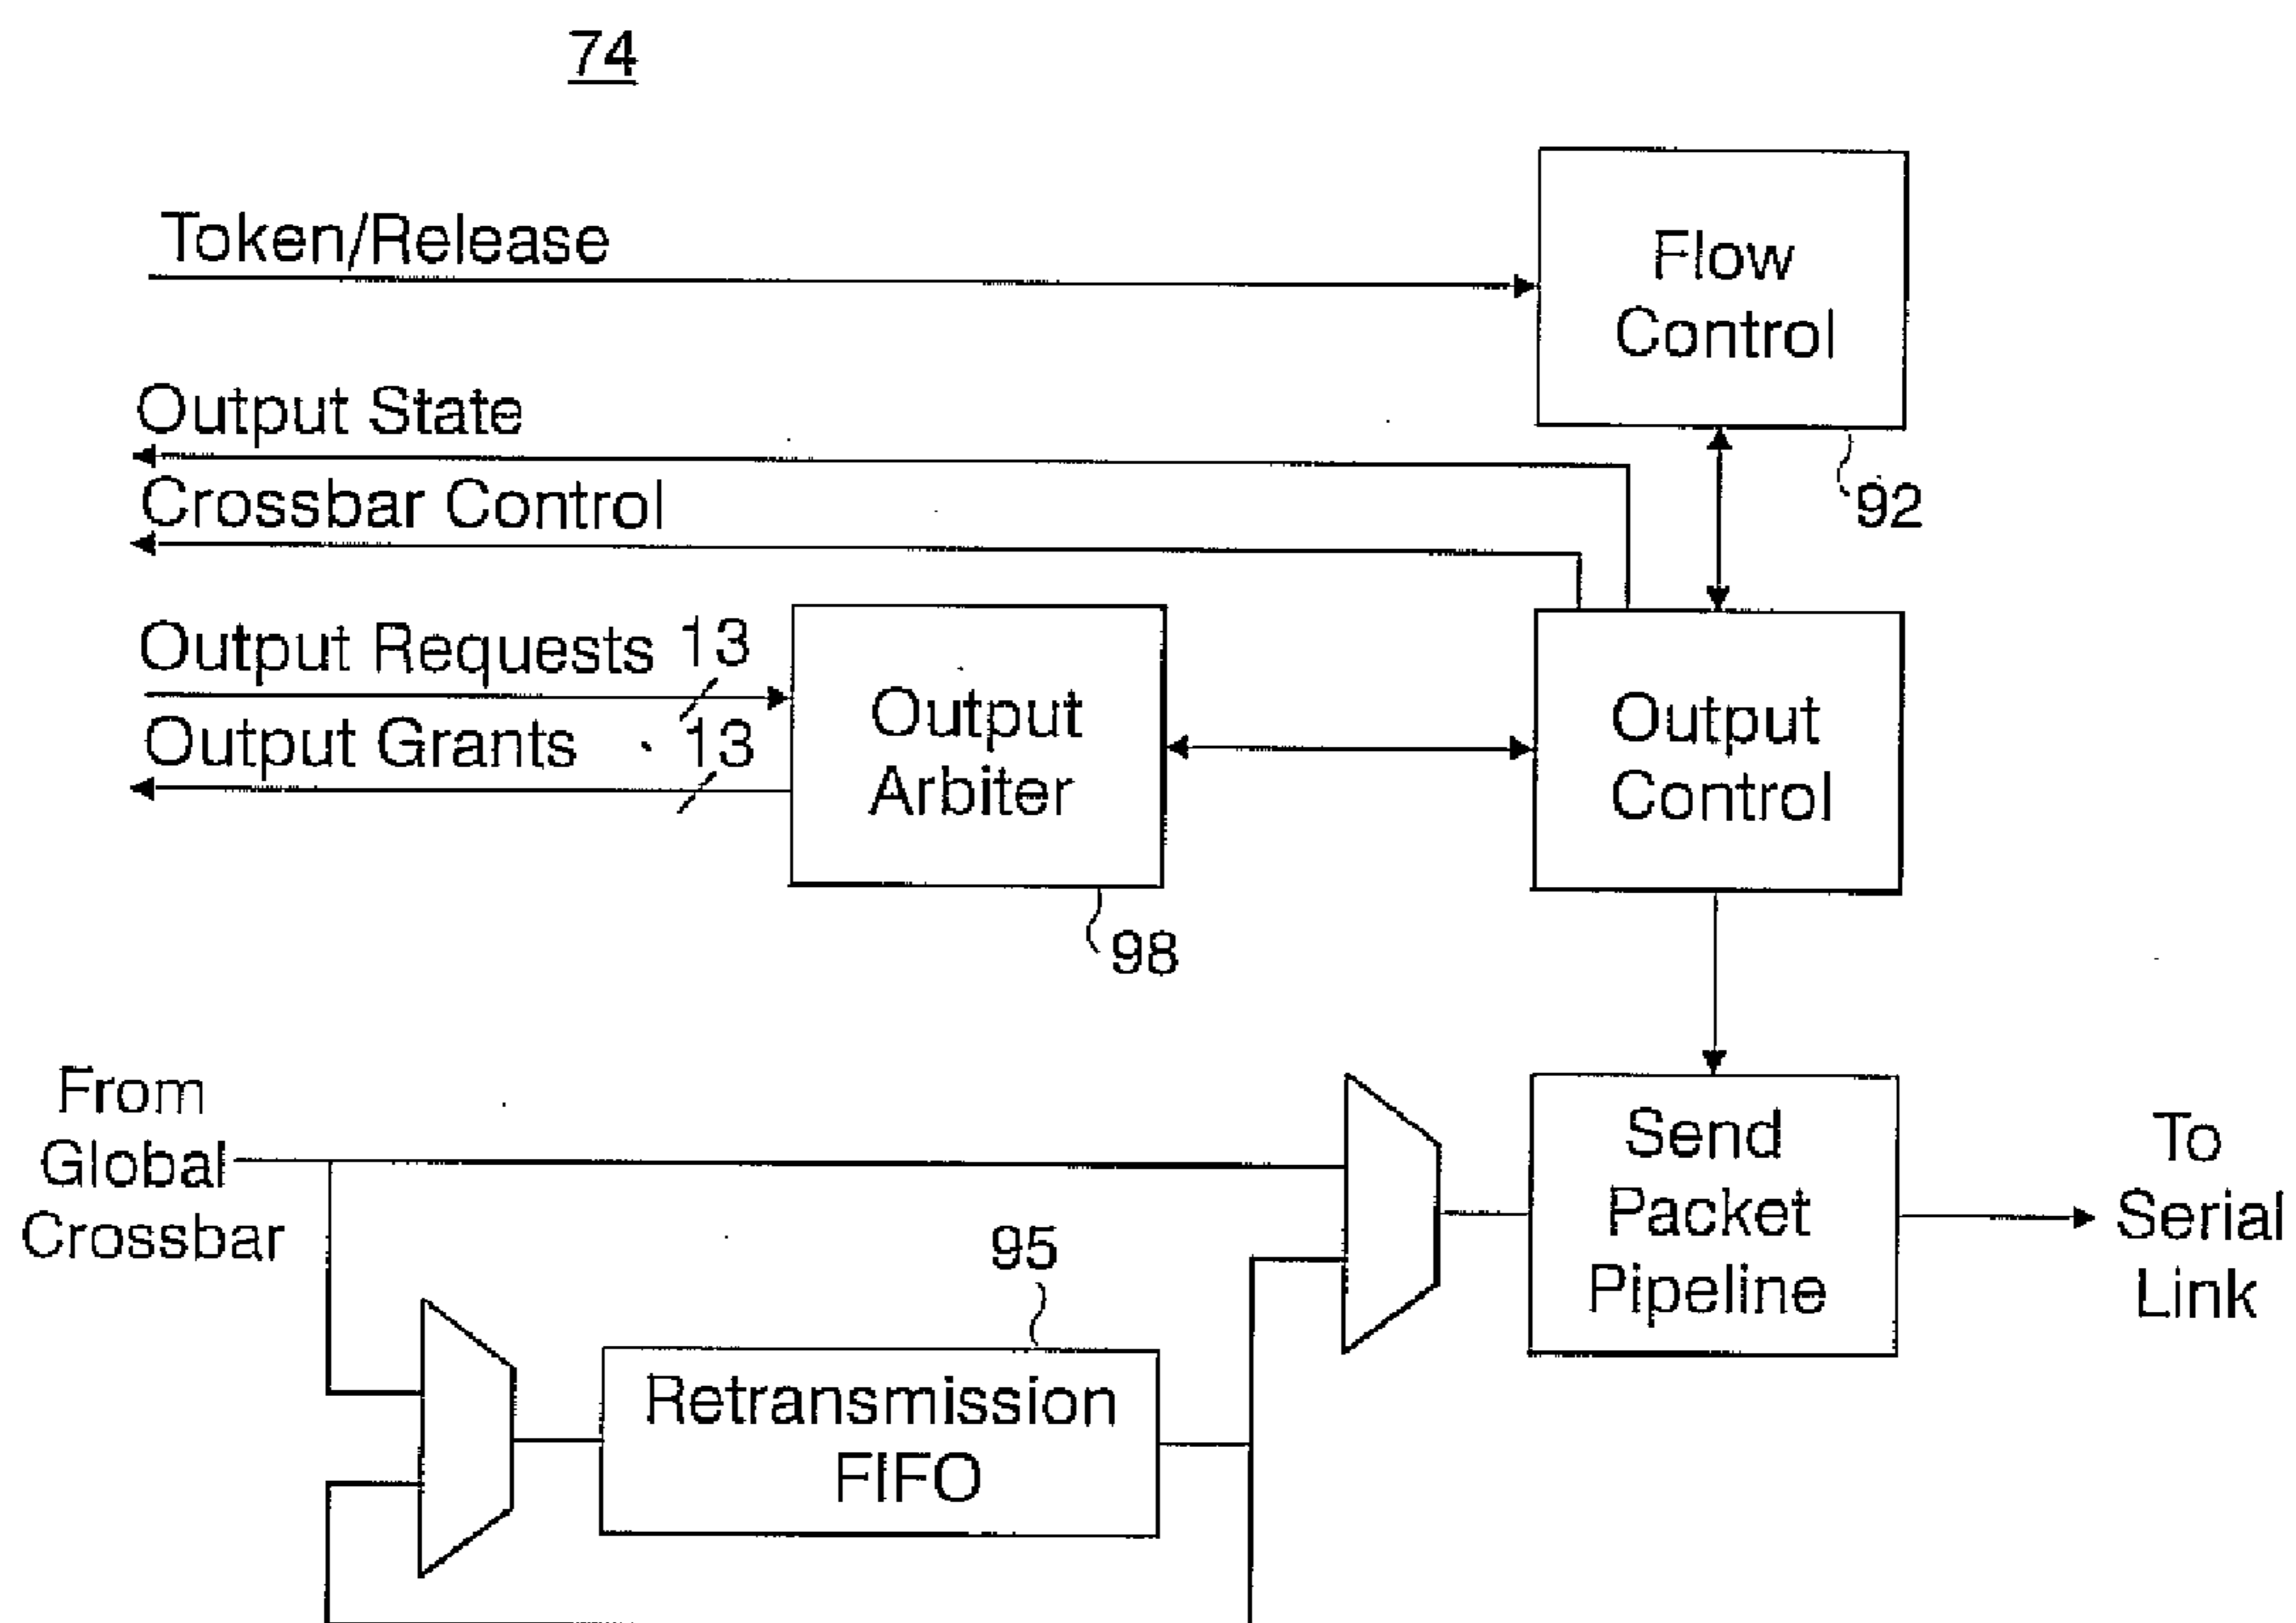 74
Token/Release
Flow
Control
92
Output State
Crossbar Control
Output Requests 13
Output Grants 13
Output
Arbiter
98
Output
Control
From
Global
Crossbar
95
Retransmission
FIFO
Send
Packet
Pipeline
To
Serial
Link